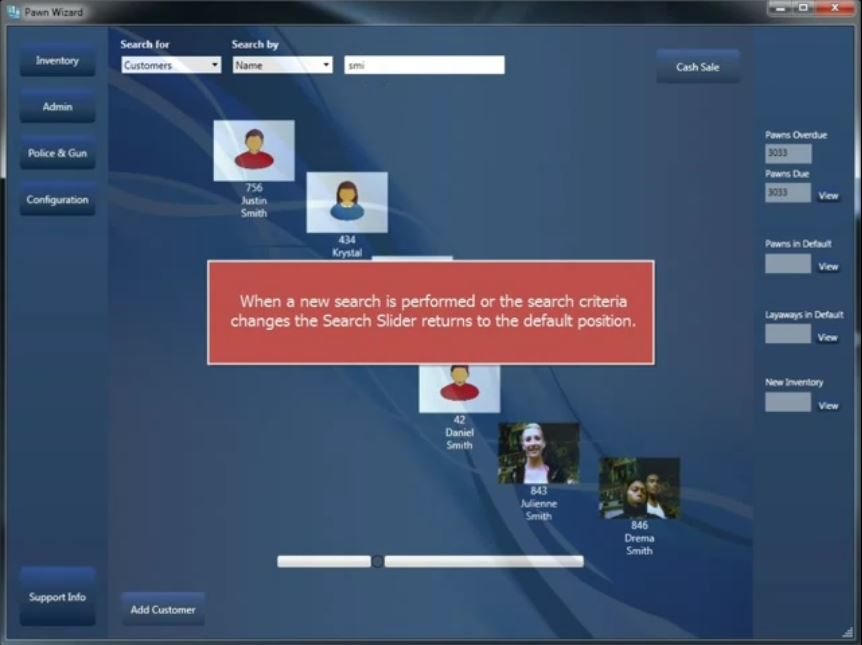 Pawn Wizard
Search for
Search by
Inventory
Customers
Name
smi
Cash Sale
Admin
Police & Gun
Configuration
Pawns Overdue
3033
Pawns Due
3033
View
756
Justin
Smith
434
Krystal
Pawns in Default
View
When a new search is performed or the search criteria
changes the Search Slider returns to the default position.
Layaways in Default
View
New Inventory
View
42
Daniel
Smith
843
Julienne
Smith
846
Drema
Smith
Support Info
Add Customer